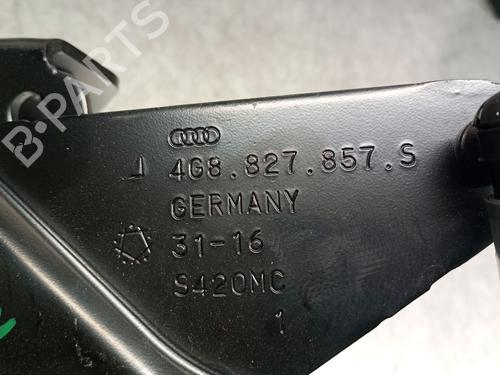 B-PARTS
4G8.827.857.S
GERMANY
31-16
S420MC
1